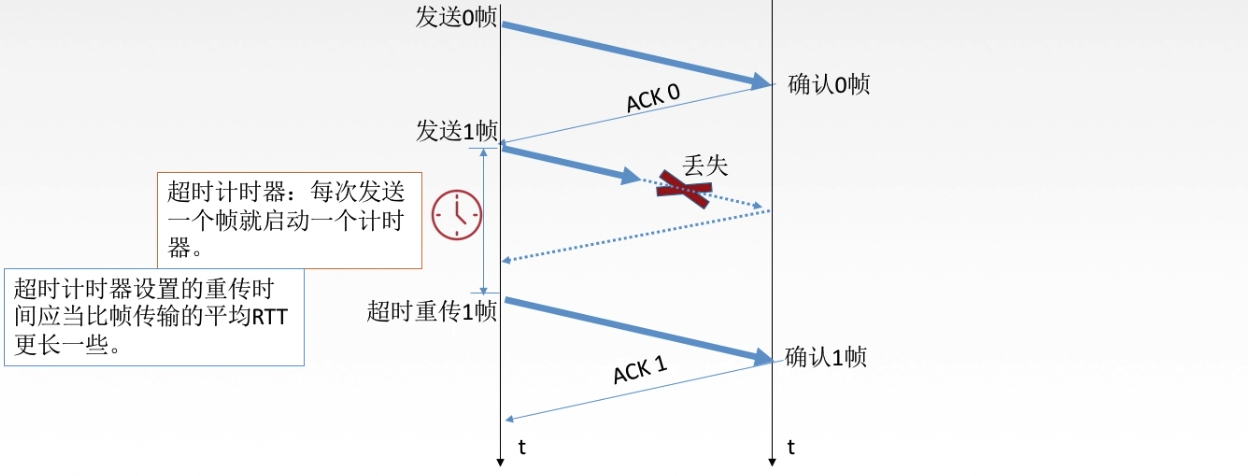 发送0帧
确认0帧
ACK 0
发送1帧
丢失
超时计时器：每次发送
一个帧就启动一个计时
器。
超时计时器设置的重传时
间应当比帧传输的平均RTT
更长一些。
超时重传1帧
确认1帧
ACK 1
t
t